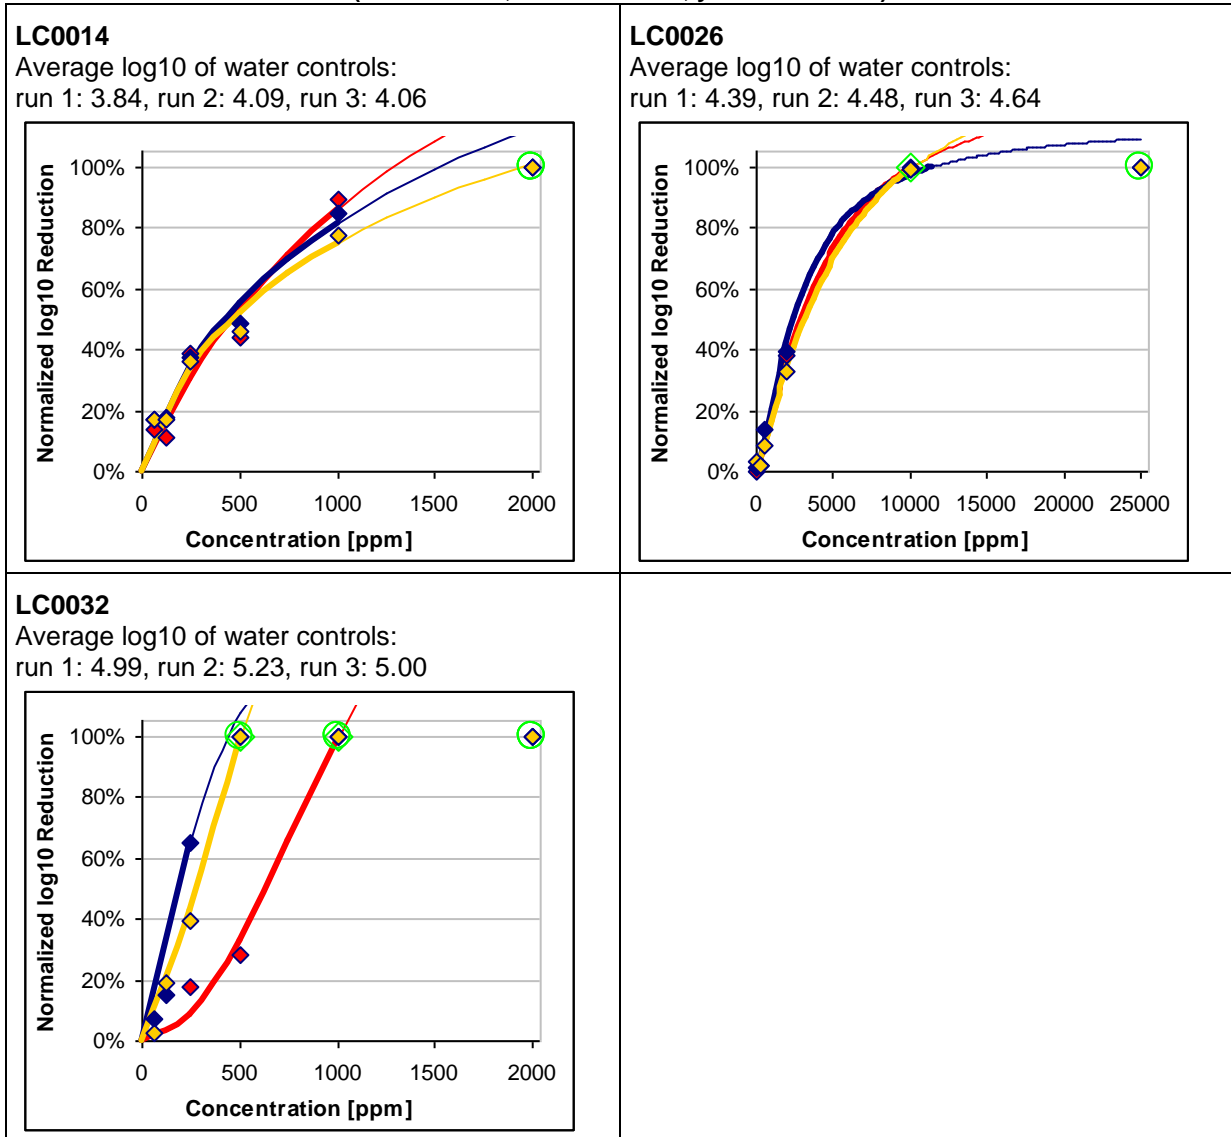 LC0014
Average log10 of water controls:
run 1: 3.84, run 2: 4.09, run 3: 4.06
Normalized log10 Reduction
100%
80%
60%
40%
20%
0%
0 500 1000 1500 2000
Concentration [ppm]
LC0026
Average log10 of water controls:
run 1: 4.39, run 2: 4.48, run 3: 4.64
Normalized log10 Reduction
100%
80%
60%
40%
20%
0%
0 5000 10000 15000 20000 25000
Concentration [ppm]
LC0032
Average log10 of water controls:
run 1: 4.99, run 2: 5.23, run 3: 5.00
Normalized log10 Reduction
100%
80%
60%
40%
20%
0%
0 500 1000 1500 2000
Concentration [ppm]